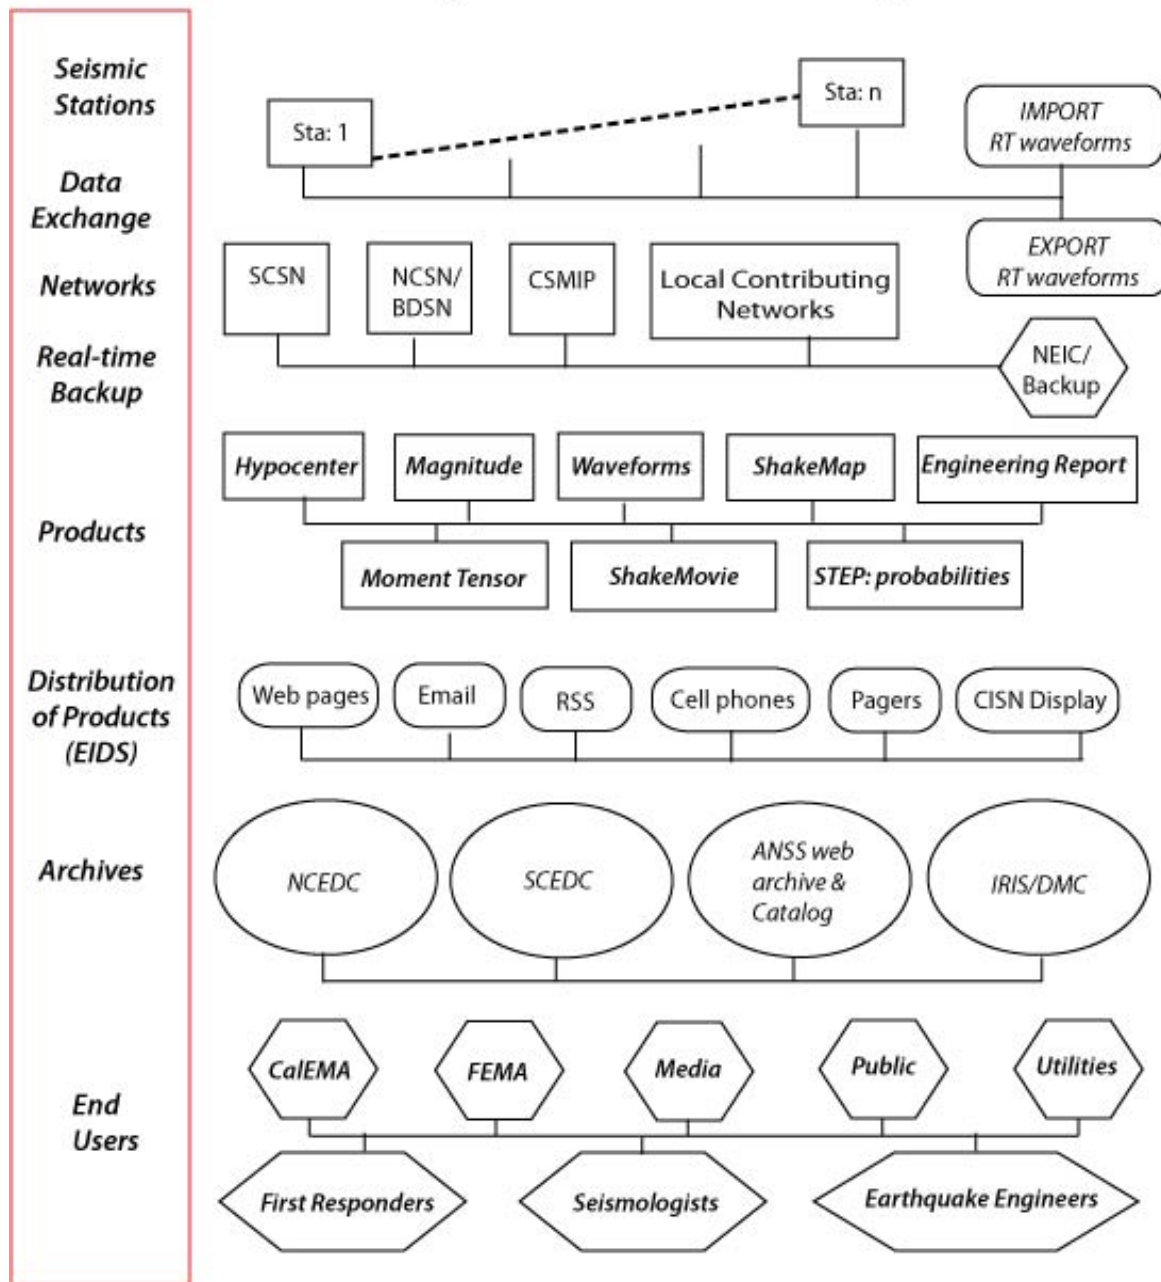 Seismic
Stations
Sta: 1
Sta: n
IMPORT
RT waveforms
Data
Exchange
EXPORT
RT waveforms
Networks
SCSN
NCSN/
BDSN
CSMIP
Local Contributing
Networks
Real-time
Backup
NEIC/
Backup
Products
Hypocenter
Magnitude
Waveforms
ShakeMap
Engineering Report
Moment Tensor
ShakeMovie
STEP: probabilities
Distribution
of Products
(EIDS)
Web pages
Email
RSS
Cell phones
Pagers
CISN Display
Archives
NCEDC
SCEDC
ANSS web
archive &
Catalog
IRIS/DMC
End
Users
CalEMA
FEMA
Media
Public
Utilities
First Responders
Seismologists
Earthquake Engineers